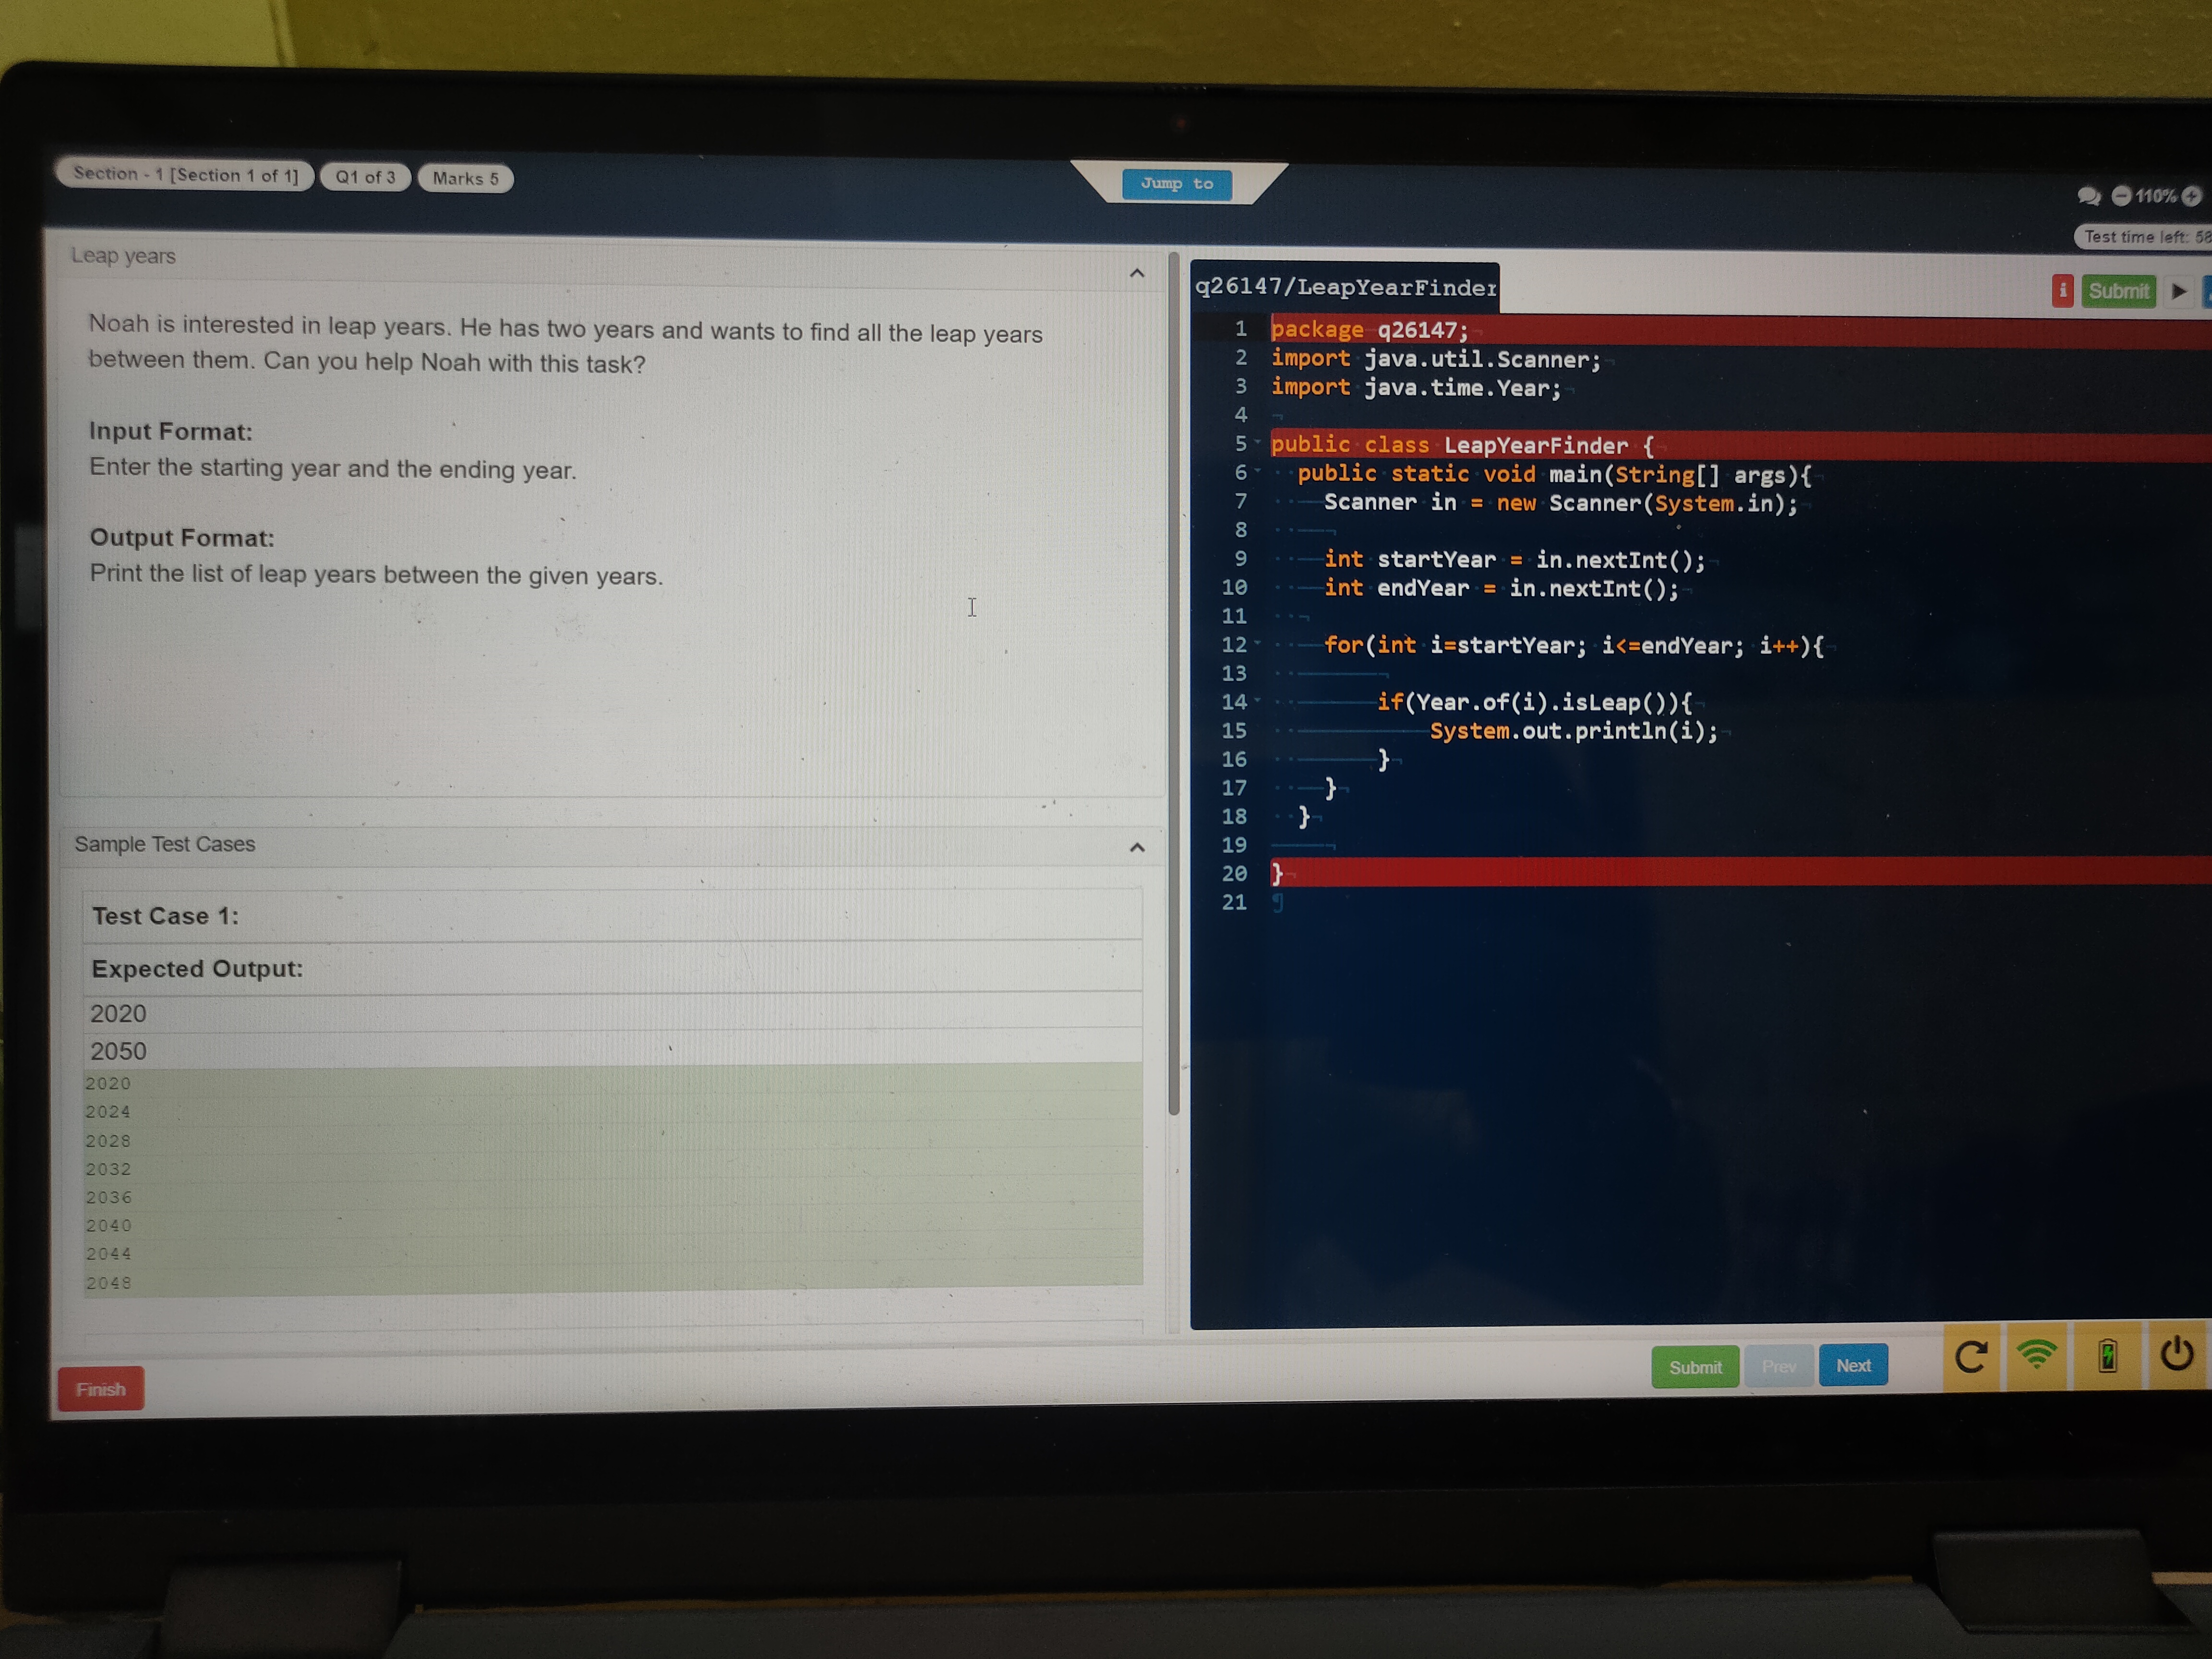 Section - 1 [Section 1 of 1] Q1 of 3 Marks 5
Jump to
110%
Test time left: 58
Leap years
Noah is interested in leap years. He has two years and wants to find all the leap years
between them. Can you help Noah with this task?
Input Format:
Enter the starting year and the ending year.
Output Format:
Print the list of leap years between the given years.
Sample Test Cases
Test Case 1:
Expected Output:
2020
2050
2020
2024
2028
2032
2036
2040
2044
2048
q26147/LeapYearFinder
i Submit
1 package q26147;
2 import java.util.Scanner;
3 import java.time.Year;
4
5 public class LeapYearFinder {
6 public static void main(String[] args){
7 Scanner in = new Scanner(System.in);
8
9 int startYear = in.nextInt();
10 int endYear = in.nextInt();
11
12 for(int i=startYear; i<=endYear; i++){
13
14 if(Year.of(i).isLeap()){
15 System.out.println(i);
16 }
17 }
18 }
19
20 }
21
Finish
Submit Prev Next